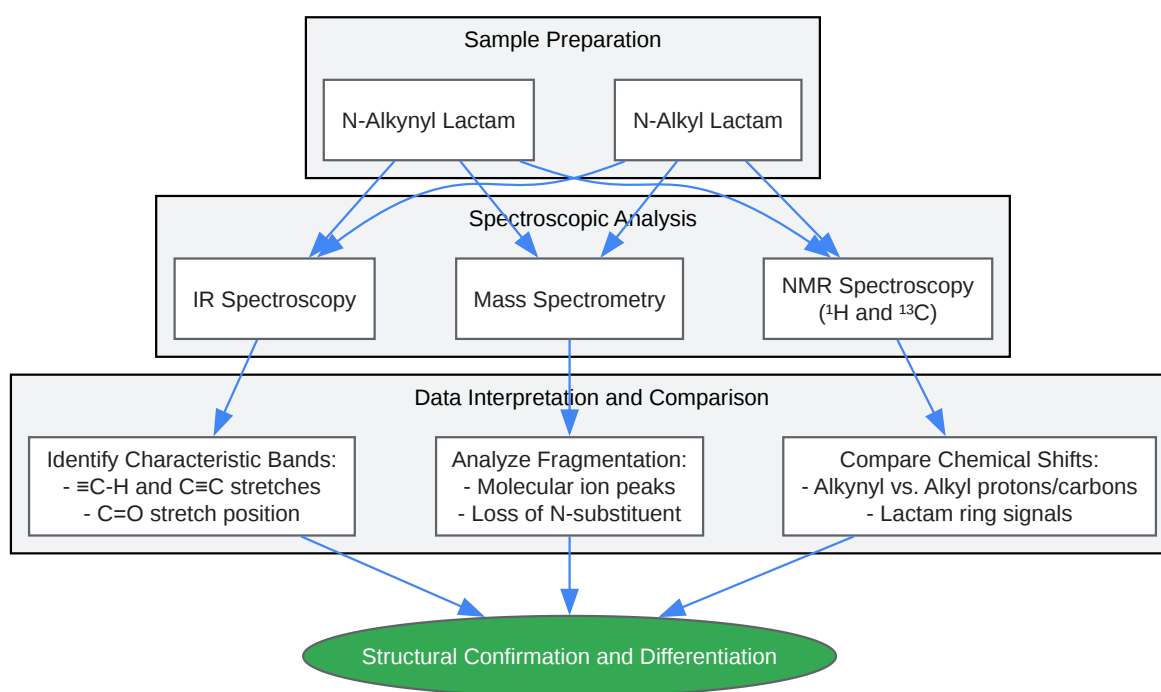 Sample Preparation
N-Alkynyl Lactam
N-Alkyl Lactam
Spectroscopic Analysis
IR Spectroscopy
Mass Spectrometry
NMR Spectroscopy
(¹H and ¹³C)
Data Interpretation and Comparison
Identify Characteristic Bands:
- ≡C-H and C≡C stretches
- C=O stretch position
Analyze Fragmentation:
- Molecular ion peaks
- Loss of N-substituent
Compare Chemical Shifts:
- Alkynyl vs. Alkyl protons/carbons
- Lactam ring signals
Structural Confirmation and Differentiation